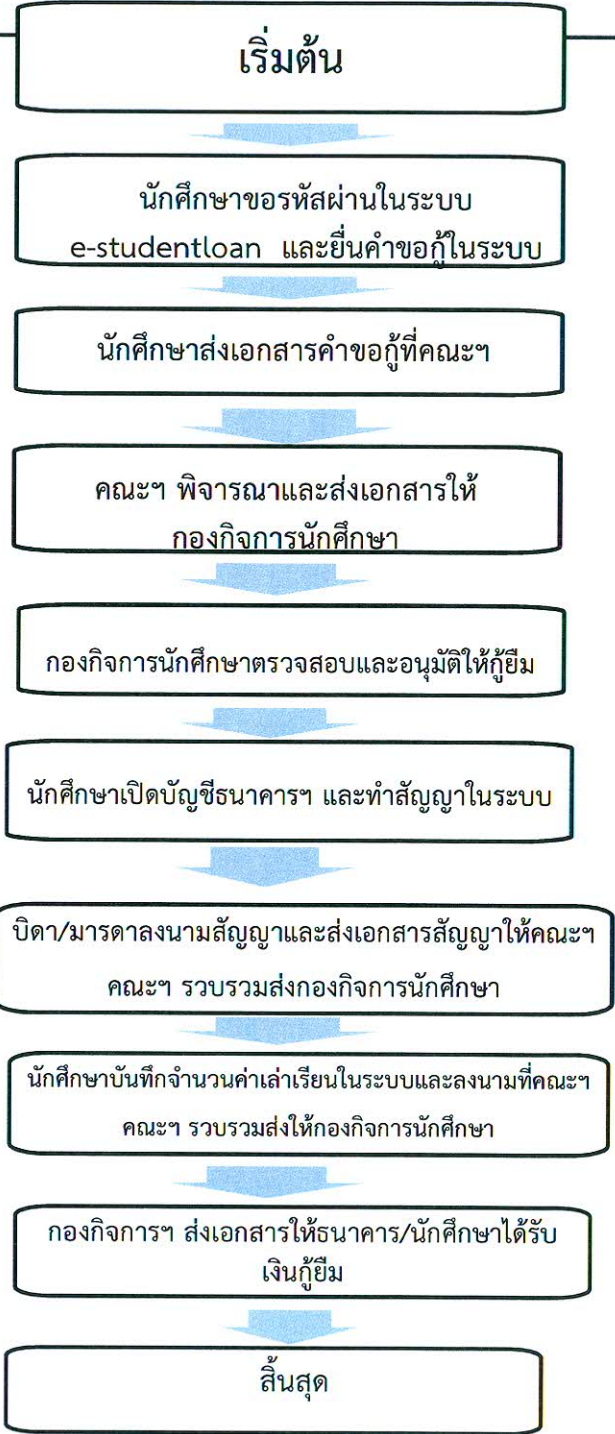 เริ่มต้น
นักศึกษาขอรหัสผ่านในระบบ
e-studentloan และยื่นคำขอกู้ในระบบ
นักศึกษาส่งเอกสารคำขอกู้ที่คณะฯ
คณะฯ พิจารณาและส่งเอกสารให้
กองกิจการนักศึกษา
กองกิจการนักศึกษาตรวจสอบและอนุมัติให้กู้ยืม
นักศึกษาเปิดบัญชีธนาคารฯ และทำสัญญาในระบบ
บิดา/มารดาลงนามสัญญาและส่งเอกสารสัญญาให้คณะฯ
คณะฯ รวบรวมส่งกองกิจการนักศึกษา
นักศึกษาบันทึกจำนวนค่าเล่าเรียนในระบบและลงนามที่คณะฯ
คณะฯ รวบรวมส่งให้กองกิจการนักศึกษา
กองกิจการฯ ส่งเอกสารให้ธนาคาร/นักศึกษาได้รับ
เงินกู้ยืม
สิ้นสุด